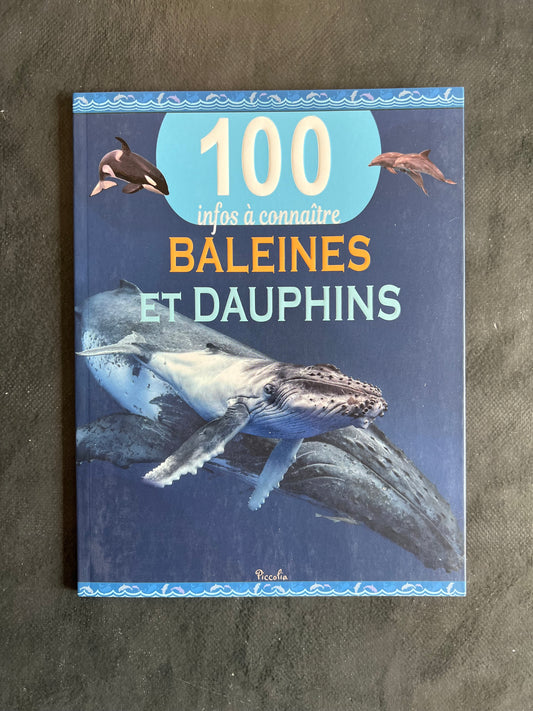 100
infos à connaître
BALEINES
ET DAUPHINS
Piccolia